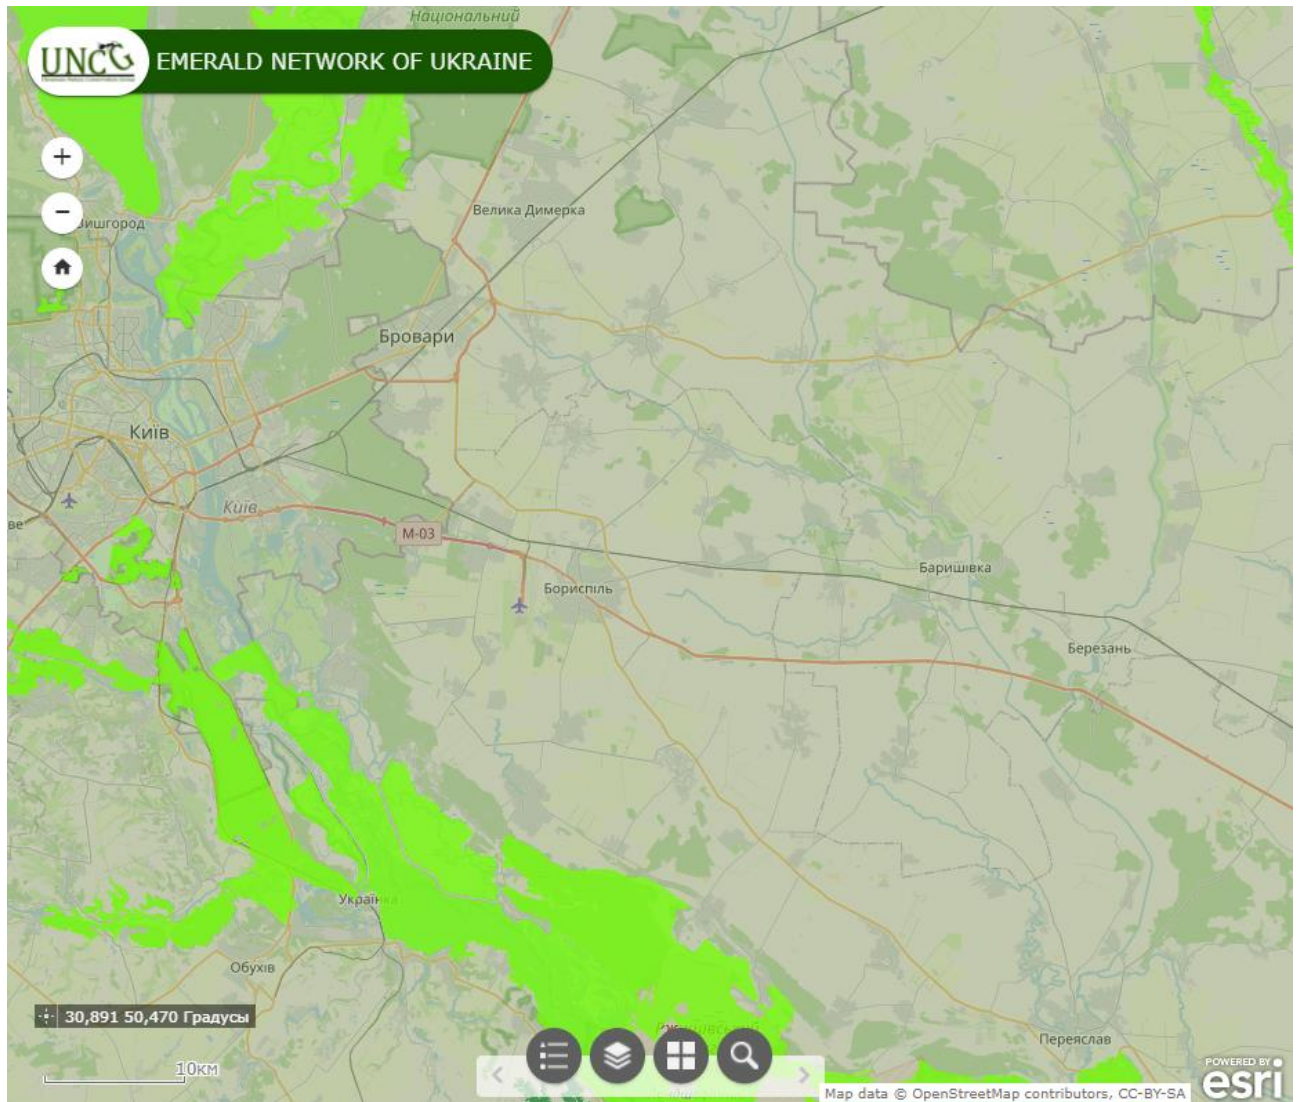 Національний
UNCG
EMERALD NETWORK OF UKRAINE
+
−
Велика Димерка
Вишгород
Бровари
Київ
Київ
ве
М-03
Баришівка
Бориспіль
Березань
Українка
Обухів
30,891 50,470 Градусы
Переяслав
10км
POWERED BY
esri
Map data © OpenStreetMap contributors, CC-BY-SA